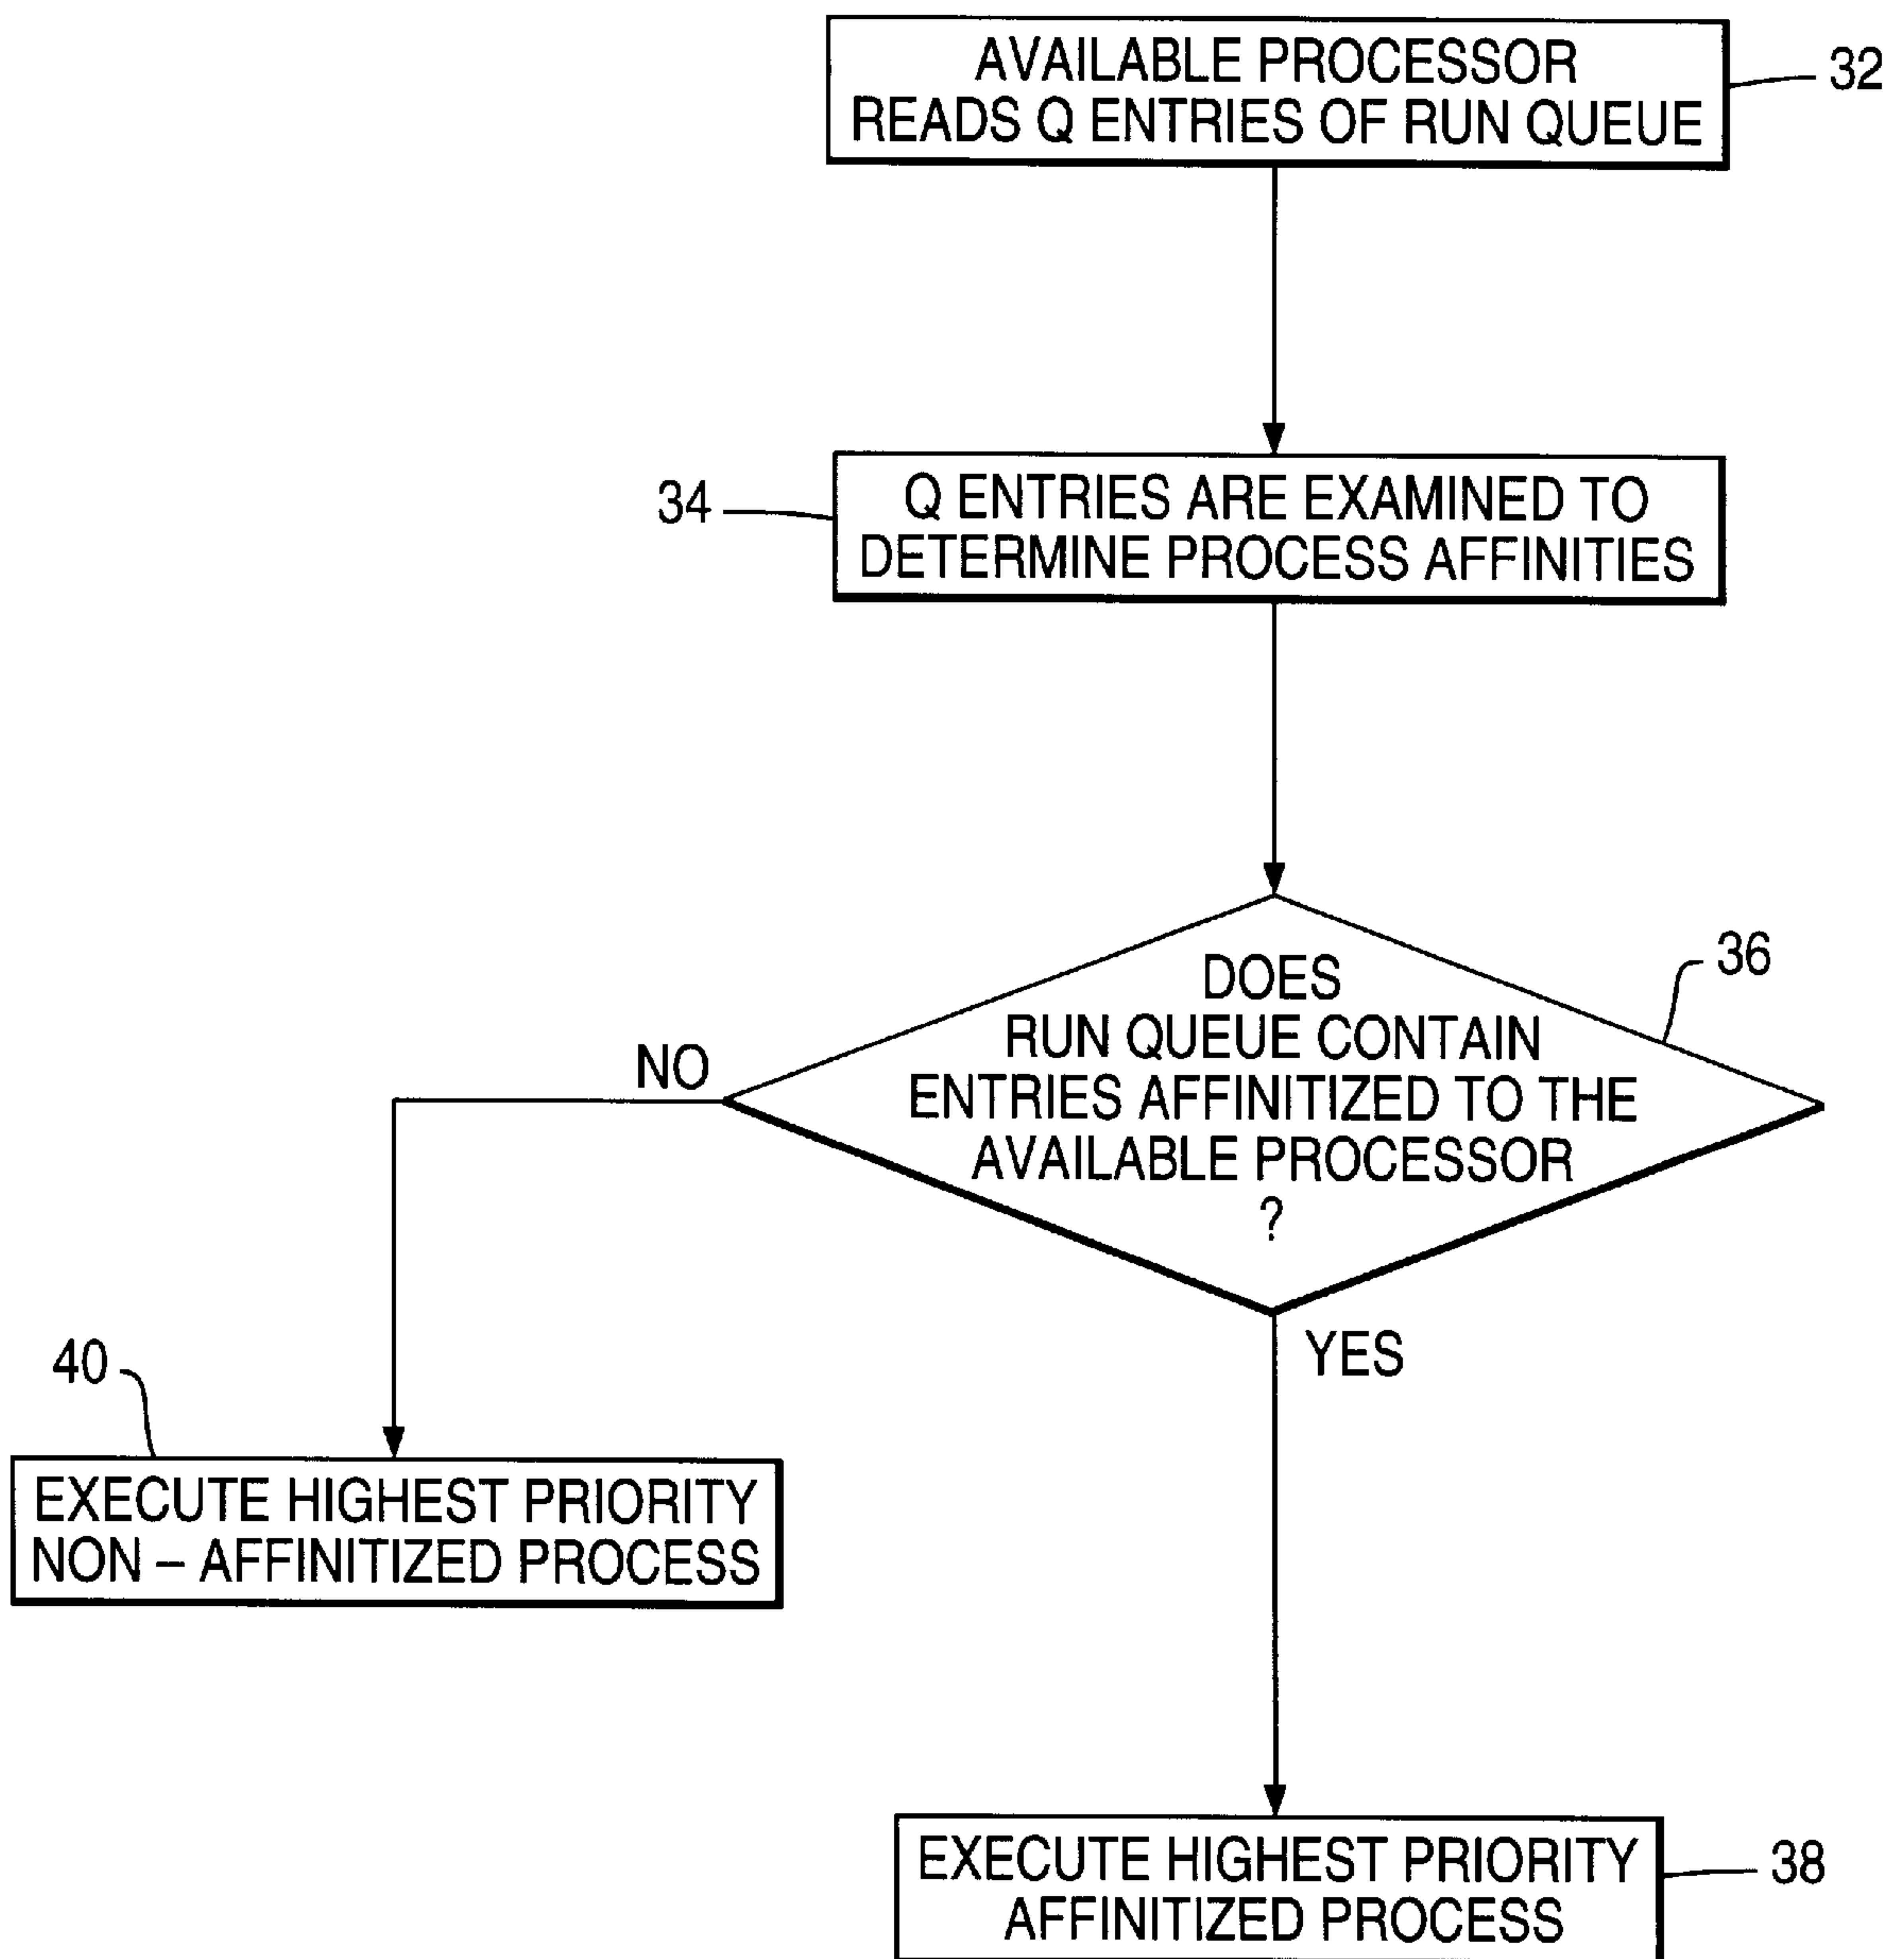 AVAILABLE PROCESSOR
READS Q ENTRIES OF RUN QUEUE
32
34
Q ENTRIES ARE EXAMINED TO
DETERMINE PROCESS AFFINITIES
36
DOES
RUN QUEUE CONTAIN
ENTRIES AFFINITIZED TO THE
AVAILABLE PROCESSOR
?
NO
YES
40
EXECUTE HIGHEST PRIORITY
NON – AFFINITIZED PROCESS
EXECUTE HIGHEST PRIORITY
AFFINITIZED PROCESS
38